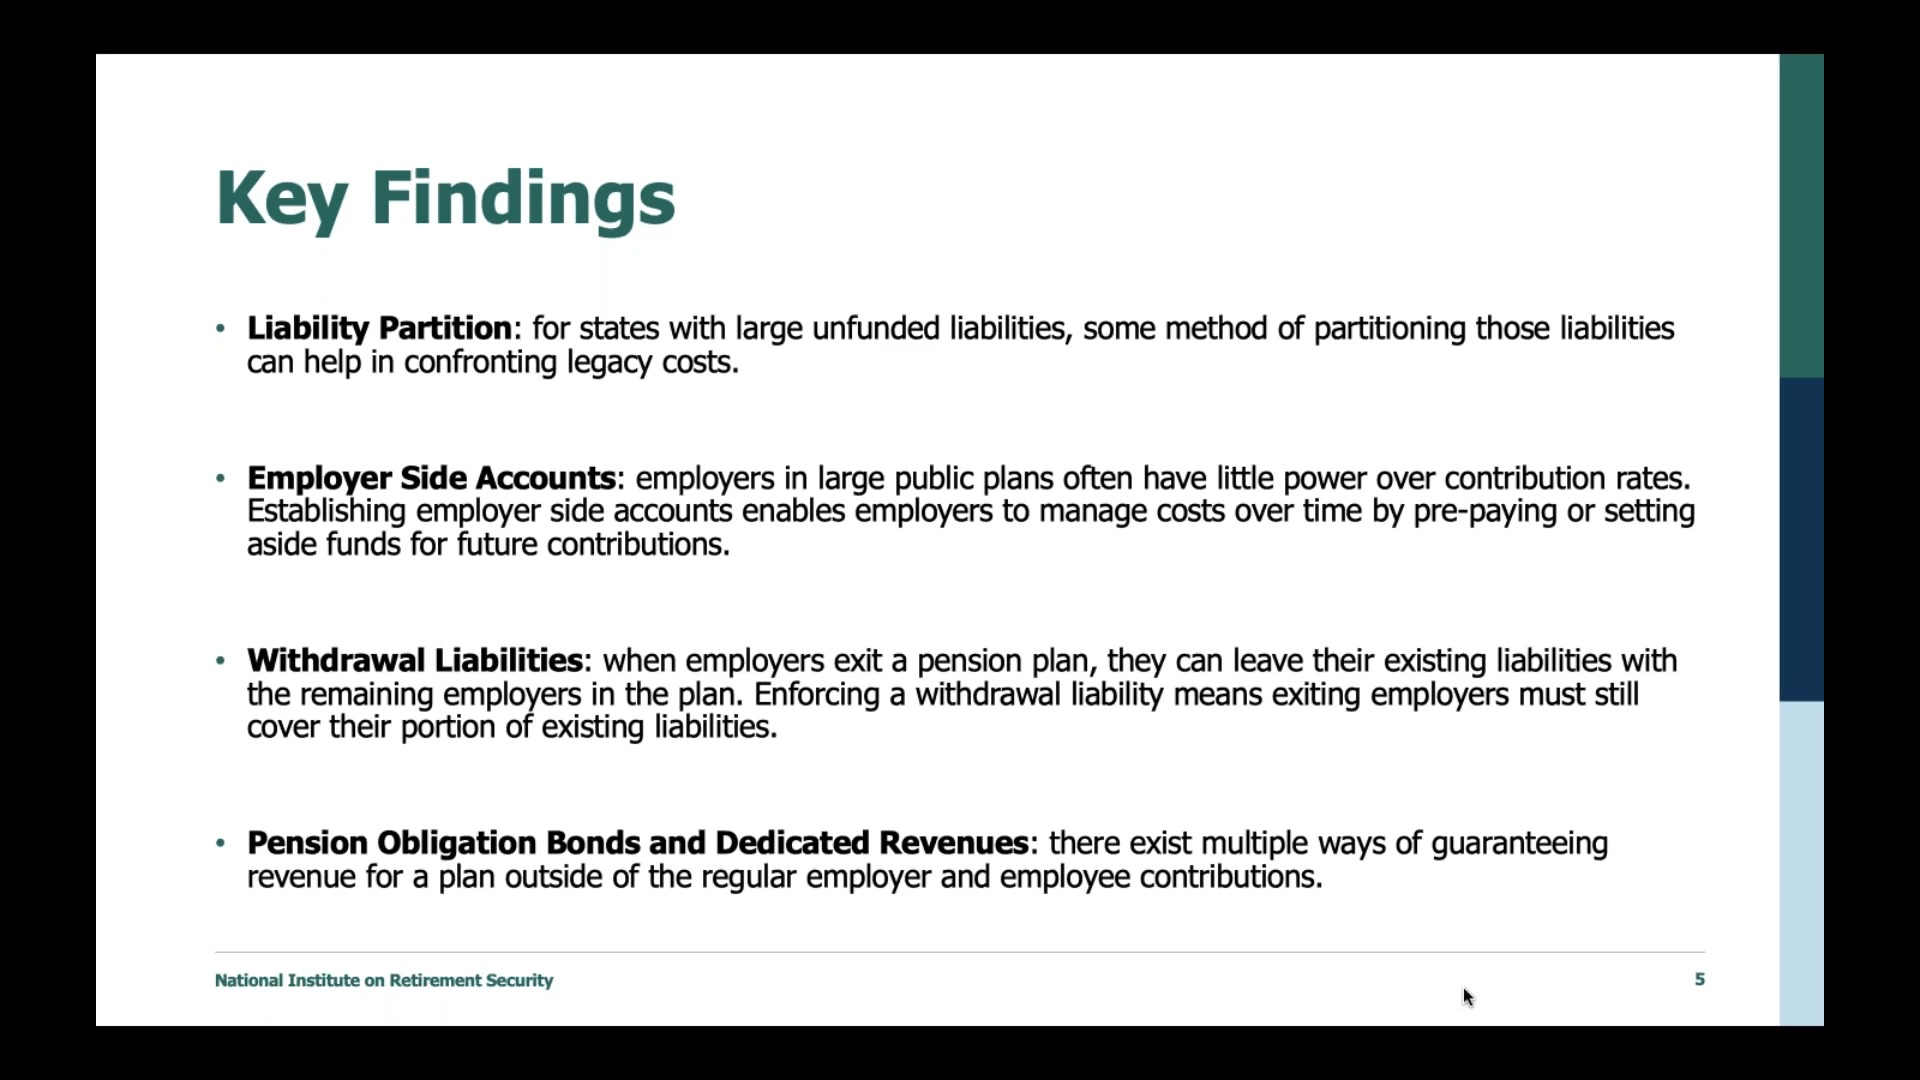 Key Findings
• Liability Partition: for states with large unfunded liabilities, some method of partitioning those liabilities
can help in confronting legacy costs.
• Employer Side Accounts: employers in large public plans often have little power over contribution rates.
Establishing employer side accounts enables employers to manage costs over time by pre-paying or setting
aside funds for future contributions.
• Withdrawal Liabilities: when employers exit a pension plan, they can leave their existing liabilities with
the remaining employers in the plan. Enforcing a withdrawal liability means exiting employers must still
cover their portion of existing liabilities.
• Pension Obligation Bonds and Dedicated Revenues: there exist multiple ways of guaranteeing
revenue for a plan outside of the regular employer and employee contributions.
National Institute on Retirement Security
5